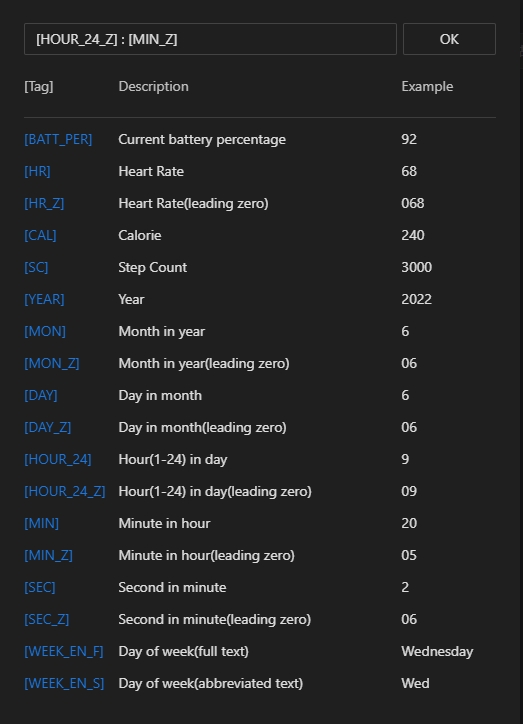 [HOUR_24_Z] : [MIN_Z] OK
[Tag] Description Example
[BATT_PER] Current battery percentage 92
[HR] Heart Rate 68
[HR_Z] Heart Rate(leading zero) 068
[CAL] Calorie 240
[SC] Step Count 3000
[YEAR] Year 2022
[MON] Month in year 6
[MON_Z] Month in year(leading zero) 06
[DAY] Day in month 6
[DAY_Z] Day in month(leading zero) 06
[HOUR_24] Hour(1-24) in day 9
[HOUR_24_Z] Hour(1-24) in day(leading zero) 09
[MIN] Minute in hour 20
[MIN_Z] Minute in hour(leading zero) 05
[SEC] Second in minute 2
[SEC_Z] Second in minute(leading zero) 06
[WEEK_EN_F] Day of week(full text) Wednesday
[WEEK_EN_S] Day of week(abbreviated text) Wed